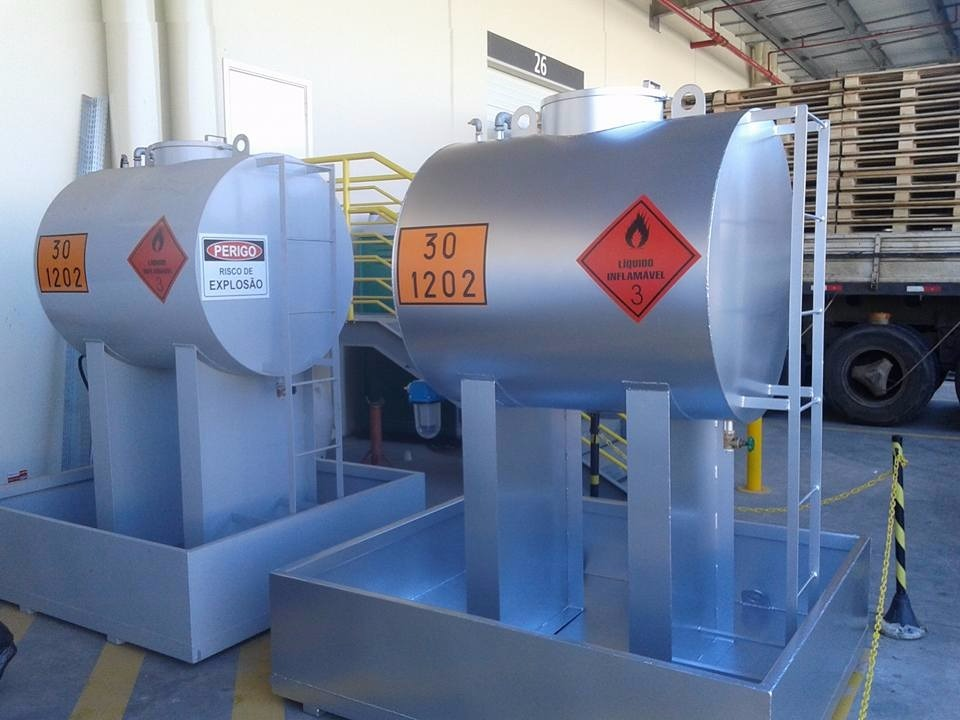 26
30
1202
LÍQUIDO
INFLAMÁVEL
3
PERIGO
RISCO DE
EXPLOSÃO
30
1202
LÍQUIDO
INFLAMÁVEL
3